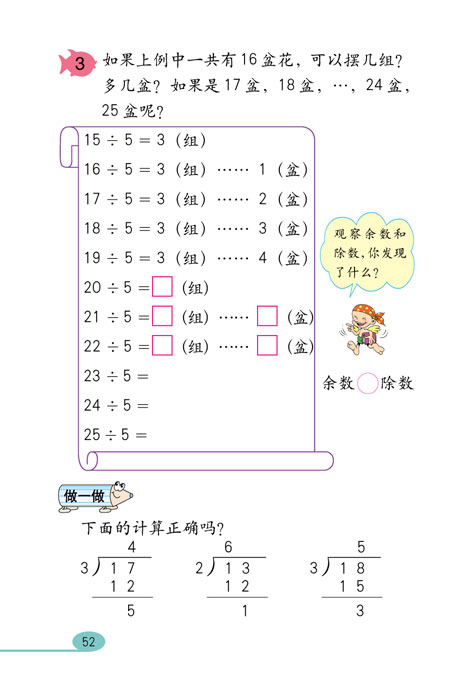 3 如果上例中一共有16盆花，可以摆几组？
多几盆？如果是17盆，18盆，…，24盆，
25盆呢？
15÷5＝3（组）
16÷5＝3（组）…… 1（盆）
17÷5＝3（组）…… 2（盆）
18÷5＝3（组）…… 3（盆）
19÷5＝3（组）…… 4（盆）
20÷5＝□（组）
21÷5＝□（组）…… □（盆）
22÷5＝□（组）…… □（盆）
23÷5＝
24÷5＝
25÷5＝
观察余数和
除数，你发现
了什么？
余数○除数
做一做
下面的计算正确吗？
4 6 5
3)17 2)13 3)18
12 12 15
5 1 3
52